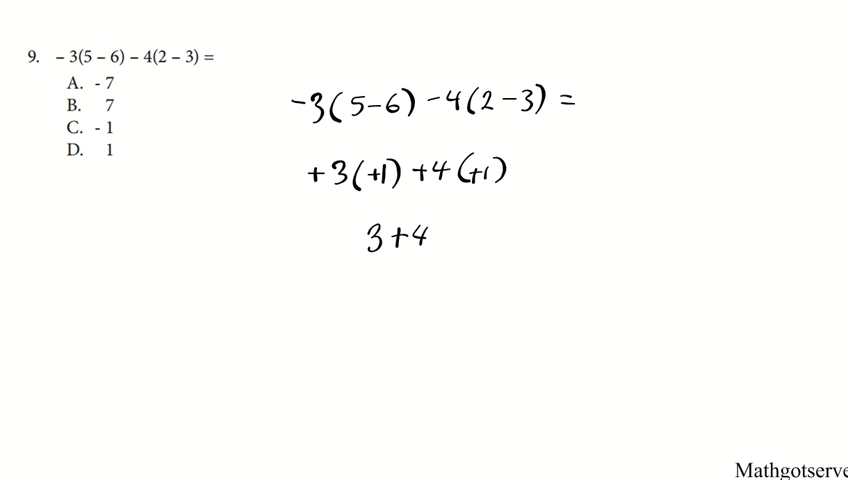 9. – 3(5 – 6) – 4(2 – 3) =
A. - 7
B. 7
C. - 1
D. 1
-3(5-6) -4(2-3) =
+3(+1) +4(+1)
3+4
Mathgotserve